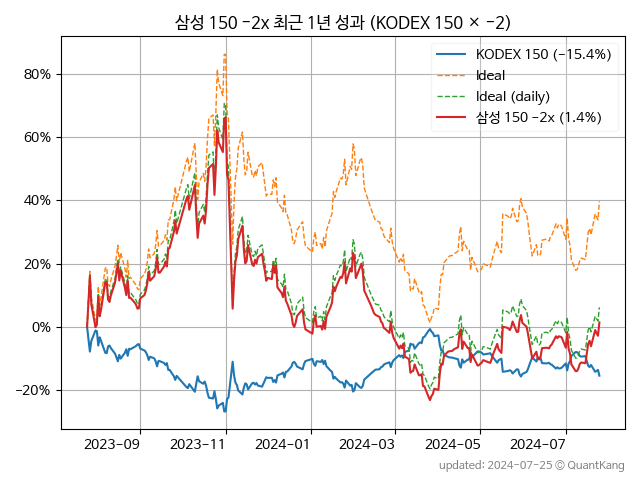 삼성 150 −2x 최근 1년 성과 (KODEX 150 × −2)
KODEX 150 (−15.4%)
Ideal
Ideal (daily)
삼성 150 −2x (1.4%)
80%
60%
40%
20%
0%
−20%
2023-09 2023-11 2024-01 2024-03 2024-05 2024-07
updated: 2024-07-25 ⓒ QuantKang